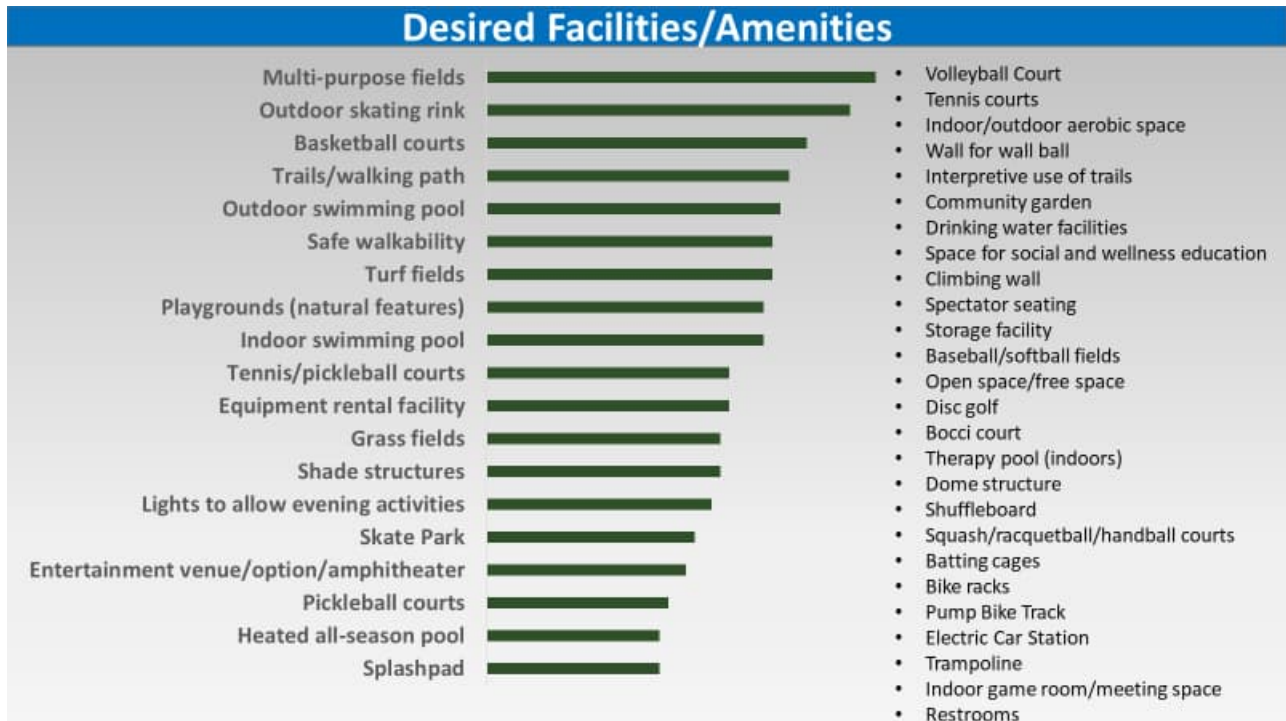 Desired Facilities/Amenities
Multi-purpose fields
Outdoor skating rink
Basketball courts
Trails/walking path
Outdoor swimming pool
Safe walkability
Turf fields
Playgrounds (natural features)
Indoor swimming pool
Tennis/pickleball courts
Equipment rental facility
Grass fields
Shade structures
Lights to allow evening activities
Skate Park
Entertainment venue/option/amphitheater
Pickleball courts
Heated all-season pool
Splashpad
• Volleyball Court
• Tennis courts
• Indoor/outdoor aerobic space
• Wall for wall ball
• Interpretive use of trails
• Community garden
• Drinking water facilities
• Space for social and wellness education
• Climbing wall
• Spectator seating
• Storage facility
• Baseball/softball fields
• Open space/free space
• Disc golf
• Bocci court
• Therapy pool (indoors)
• Dome structure
• Shuffleboard
• Squash/racquetball/handball courts
• Batting cages
• Bike racks
• Pump Bike Track
• Electric Car Station
• Trampoline
• Indoor game room/meeting space
• Restrooms